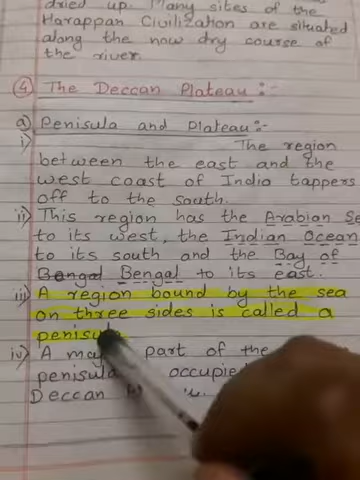 dried up. Many sites of the
Harappan Civilization are situated
along the now dry course of
the river.
④ The Deccan Plateau :-
a) Penisula and Plateau :-
i) The region
between the east and the
west coast of India tappers
off to the south.
ii) This region has the Arabian Se
to its west, the Indian Ocean
to its south and the Bay of
Bengal Bengal to its east.
iii) A region bound by the sea
on three sides is called a
penisula
iv) A part of the
penisula occupie
Deccan